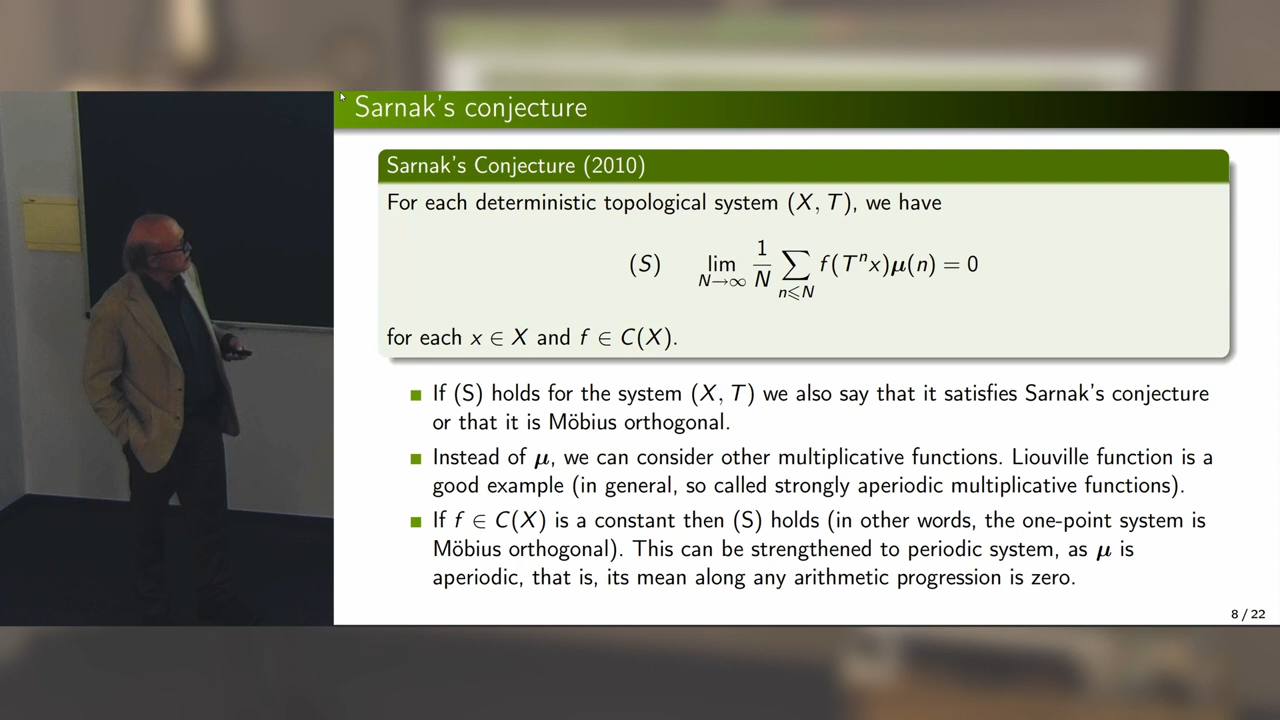 Sarnak's conjecture
Sarnak's Conjecture (2010)
For each deterministic topological system (X, T), we have
(S) lim_{N→∞} 1/N ∑_{n⩽N} f(T^n x)μ(n) = 0
for each x ∈ X and f ∈ C(X).
If (S) holds for the system (X, T) we also say that it satisfies Sarnak's conjecture
or that it is Möbius orthogonal.
Instead of μ, we can consider other multiplicative functions. Liouville function is a
good example (in general, so called strongly aperiodic multiplicative functions).
If f ∈ C(X) is a constant then (S) holds (in other words, the one-point system is
Möbius orthogonal). This can be strengthened to periodic system, as μ is
aperiodic, that is, its mean along any arithmetic progression is zero.
8 / 22